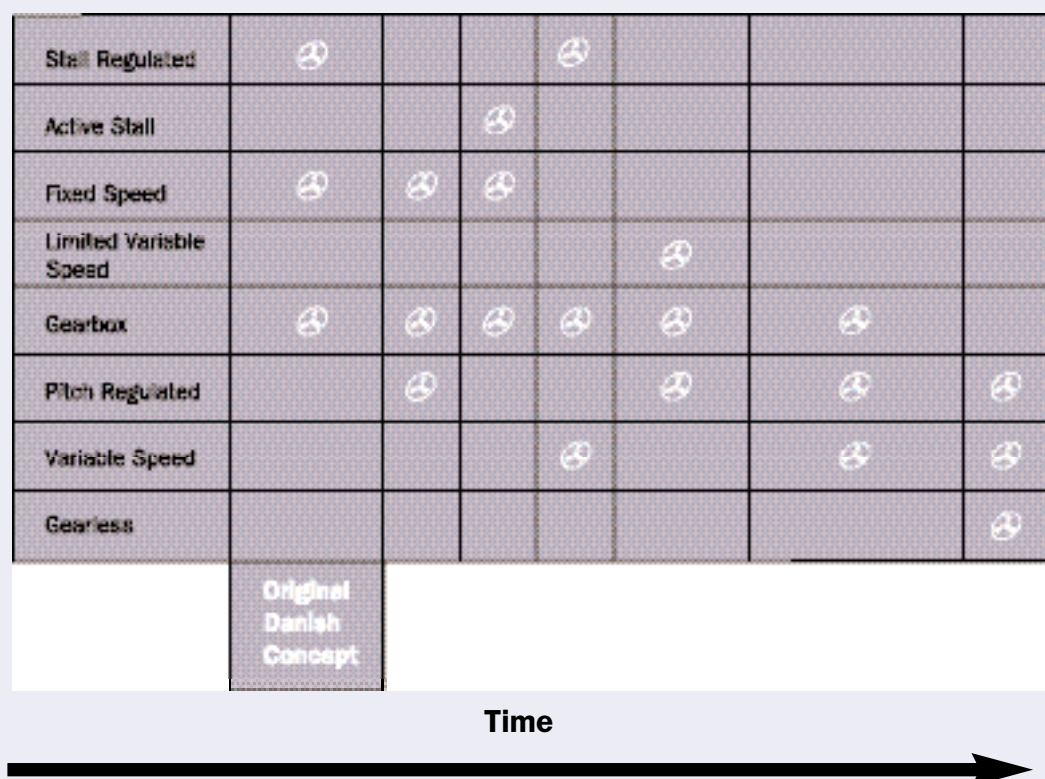 Stall Regulated
Active Stall
Fixed Speed
Limited Variable
Speed
Gearbox
Pitch Regulated
Variable Speed
Gearless
Original
Danish
Concept
Time